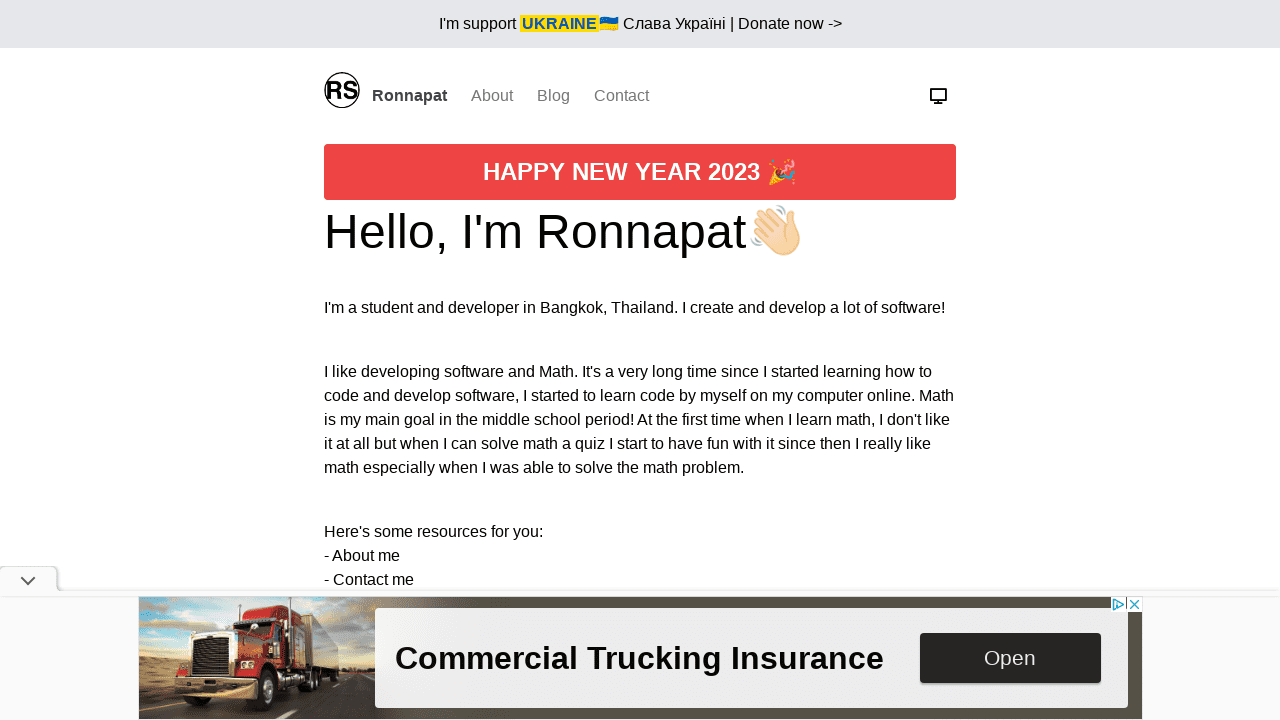 I'm support UKRAINE🇺🇦 Слава Україні | Donate now ->
RS Ronnapat About Blog Contact
HAPPY NEW YEAR 2023 🎉
Hello, I'm Ronnapat👋🏻
I'm a student and developer in Bangkok, Thailand. I create and develop a lot of software!
I like developing software and Math. It's a very long time since I started learning how to
code and develop software, I started to learn code by myself on my computer online. Math
is my main goal in the middle school period! At the first time when I learn math, I don't like
it at all but when I can solve math a quiz I start to have fun with it since then I really like
math especially when I was able to solve the math problem.
Here's some resources for you:
- About me
- Contact me
Commercial Trucking Insurance
Open